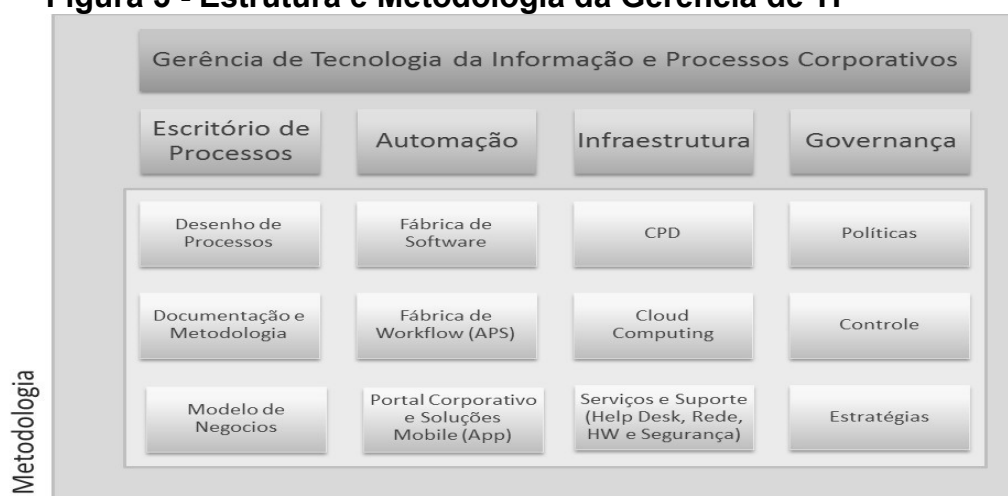 Figura 5 - Estrutura e Metodologia da Gerência de TI
Gerência de Tecnologia da Informação e Processos Corporativos
Escritório de
Processos
Automação
Infraestrutura
Governança
Desenho de
Processos
Fábrica de
Software
CPD
Políticas
Documentação e
Metodologia
Fábrica de
Workflow (APS)
Cloud
Computing
Controle
Modelo de
Negocios
Portal Corporativo
e Soluções
Mobile (App)
Serviços e Suporte
(Help Desk, Rede,
HW e Segurança)
Estratégias
Metodologia